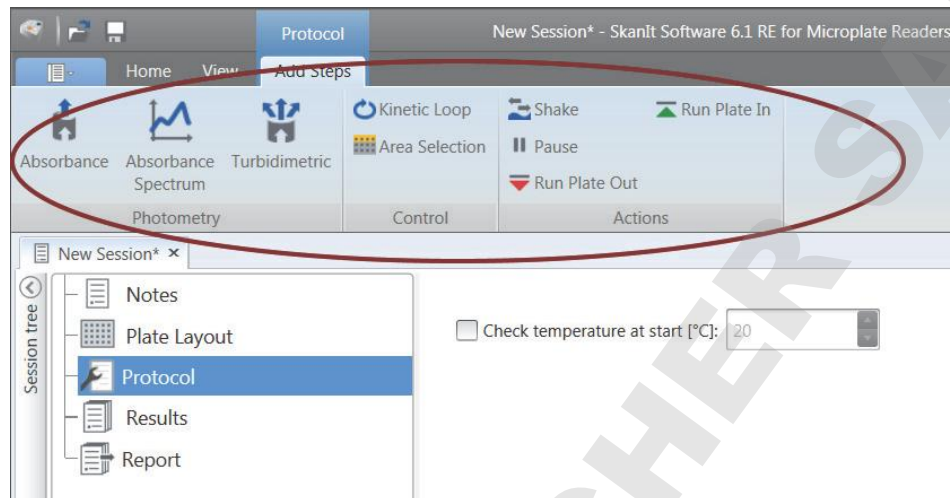 Protocol
New Session* - SkanIt Software 6.1 RE for Microplate Readers
Home View Add Steps
Absorbance
Absorbance
Spectrum
Turbidimetric
Photometry
Kinetic Loop
Area Selection
Control
Shake
Pause
Run Plate Out
Run Plate In
Actions
New Session* ×
Session tree
Notes
Plate Layout
Protocol
Results
Report
Check temperature at start [°C]: 20
HER SA